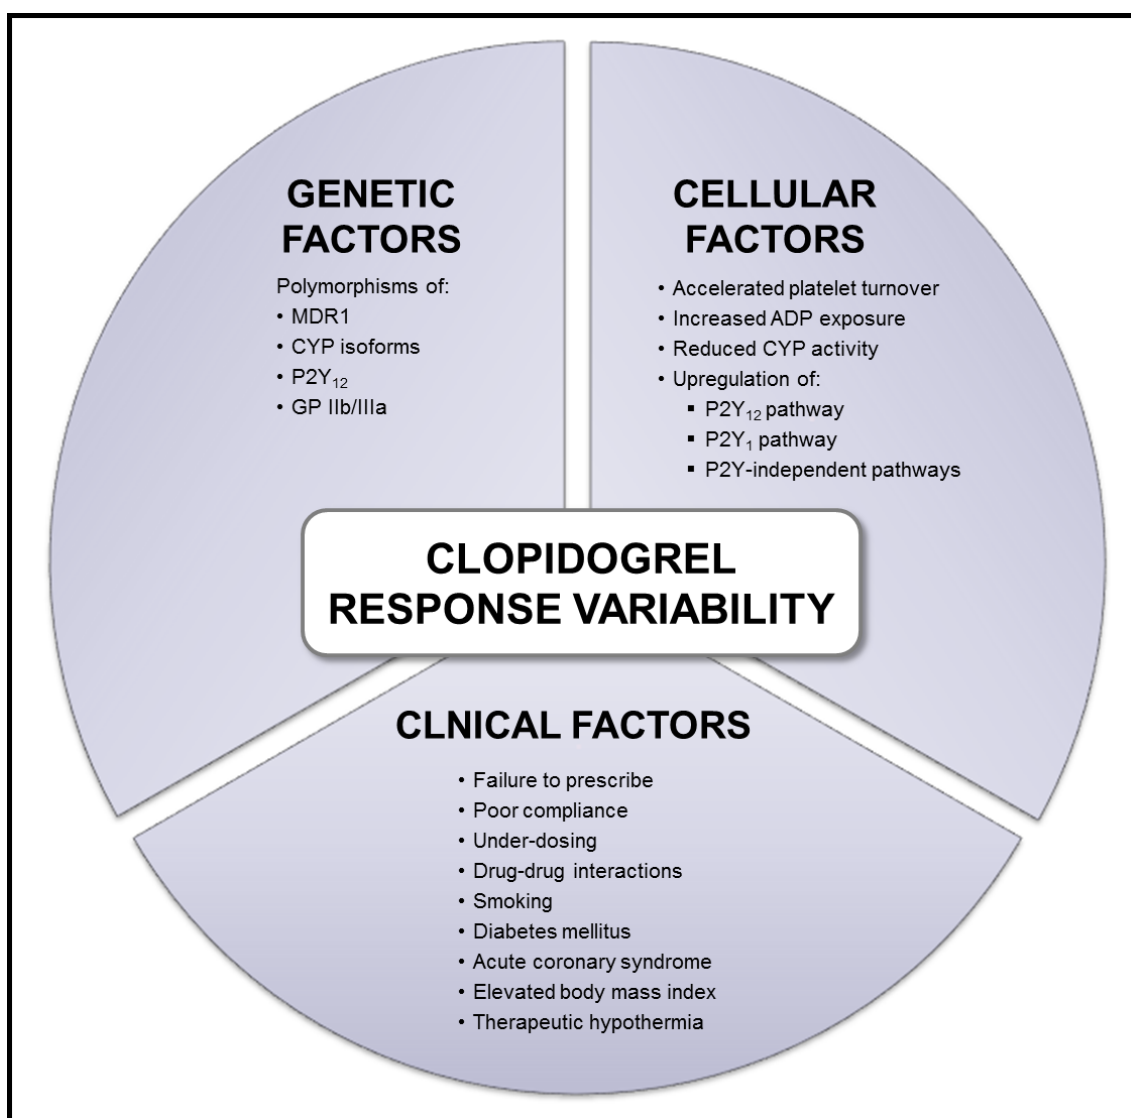 GENETIC
FACTORS
Polymorphisms of:
• MDR1
• CYP isoforms
• P2Y₁₂
• GP IIb/IIIa
CELLULAR
FACTORS
• Accelerated platelet turnover
• Increased ADP exposure
• Reduced CYP activity
• Upregulation of:
▪ P2Y₁₂ pathway
▪ P2Y₁ pathway
▪ P2Y-independent pathways
CLOPIDOGREL
RESPONSE VARIABILITY
CLNICAL FACTORS
• Failure to prescribe
• Poor compliance
• Under-dosing
• Drug-drug interactions
• Smoking
• Diabetes mellitus
• Acute coronary syndrome
• Elevated body mass index
• Therapeutic hypothermia